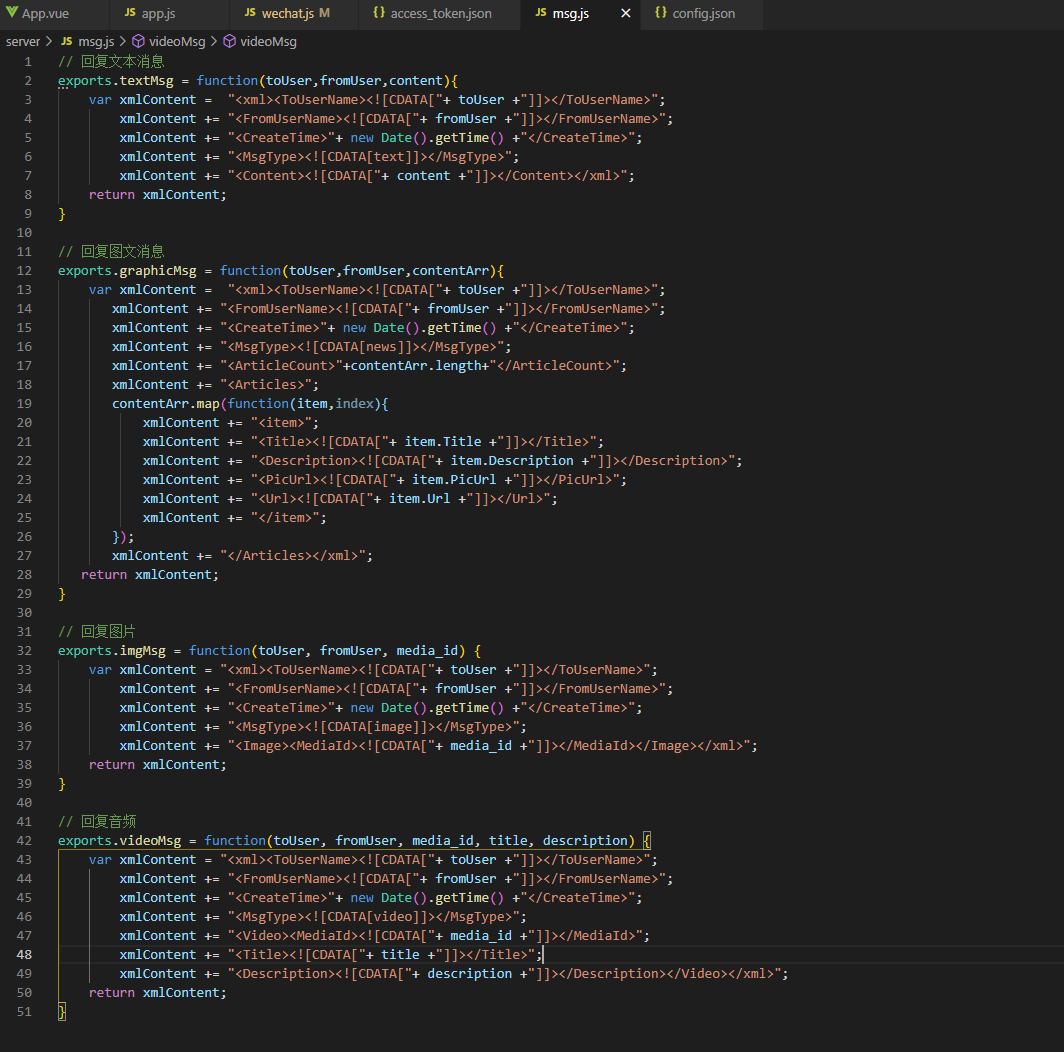 App.vue JS app.js JS wechat.js M {} access_token.json JS msg.js × {} config.json
server > JS msg.js > videoMsg > videoMsg
1 // 回复文本消息
2 exports.textMsg = function(toUser,fromUser,content){
3 var xmlContent =  "<xml><ToUserName><![CDATA["+ toUser +"]]></ToUserName>";
4 xmlContent += "<FromUserName><![CDATA["+ fromUser +"]]></FromUserName>";
5 xmlContent += "<CreateTime>"+ new Date().getTime() +"</CreateTime>";
6 xmlContent += "<MsgType><![CDATA[text]]></MsgType>";
7 xmlContent += "<Content><![CDATA["+ content +"]]></Content></xml>";
8 return xmlContent;
9 }
10
11 // 回复图文消息
12 exports.graphicMsg = function(toUser,fromUser,contentArr){
13 var xmlContent =  "<xml><ToUserName><![CDATA["+ toUser +"]]></ToUserName>";
14 xmlContent += "<FromUserName><![CDATA["+ fromUser +"]]></FromUserName>";
15 xmlContent += "<CreateTime>"+ new Date().getTime() +"</CreateTime>";
16 xmlContent += "<MsgType><![CDATA[news]]></MsgType>";
17 xmlContent += "<ArticleCount>"+contentArr.length+"</ArticleCount>";
18 xmlContent += "<Articles>";
19 contentArr.map(function(item,index){
20 xmlContent += "<item>";
21 xmlContent += "<Title><![CDATA["+ item.Title +"]]></Title>";
22 xmlContent += "<Description><![CDATA["+ item.Description +"]]></Description>";
23 xmlContent += "<PicUrl><![CDATA["+ item.PicUrl +"]]></PicUrl>";
24 xmlContent += "<Url><![CDATA["+ item.Url +"]]></Url>";
25 xmlContent += "</item>";
26 });
27 xmlContent += "</Articles></xml>";
28 return xmlContent;
29 }
30
31 // 回复图片
32 exports.imgMsg = function(toUser, fromUser, media_id) {
33 var xmlContent = "<xml><ToUserName><![CDATA["+ toUser +"]]></ToUserName>";
34 xmlContent += "<FromUserName><![CDATA["+ fromUser +"]]></FromUserName>";
35 xmlContent += "<CreateTime>"+ new Date().getTime() +"</CreateTime>";
36 xmlContent += "<MsgType><![CDATA[image]]></MsgType>";
37 xmlContent += "<Image><MediaId><![CDATA["+ media_id +"]]></MediaId></Image></xml>";
38 return xmlContent;
39 }
40
41 // 回复音频
42 exports.videoMsg = function(toUser, fromUser, media_id, title, description) {
43 var xmlContent = "<xml><ToUserName><![CDATA["+ toUser +"]]></ToUserName>";
44 xmlContent += "<FromUserName><![CDATA["+ fromUser +"]]></FromUserName>";
45 xmlContent += "<CreateTime>"+ new Date().getTime() +"</CreateTime>";
46 xmlContent += "<MsgType><![CDATA[video]]></MsgType>";
47 xmlContent += "<Video><MediaId><![CDATA["+ media_id +"]]></MediaId>";
48 xmlContent += "<Title><![CDATA["+ title +"]]></Title>";
49 xmlContent += "<Description><![CDATA["+ description +"]]></Description></Video></xml>";
50 return xmlContent;
51 }